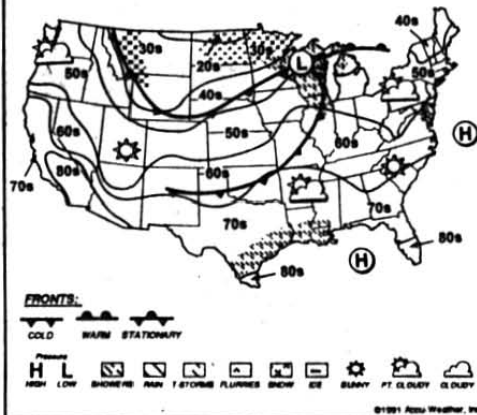 40s
30s 30s
20s L
50s 50s
40s
50s H
60s 60s
80s 60s
70s
70s 70s
80s
H
80s
FRONTS:
COLD WARM STATIONARY
Pressure
H L
HIGH LOW SHOWERS RAIN T-STORMS FLURRIES SNOW ICE SUNNY PT. CLOUDY CLOUDY
©1991 Accu-Weather, Inc.